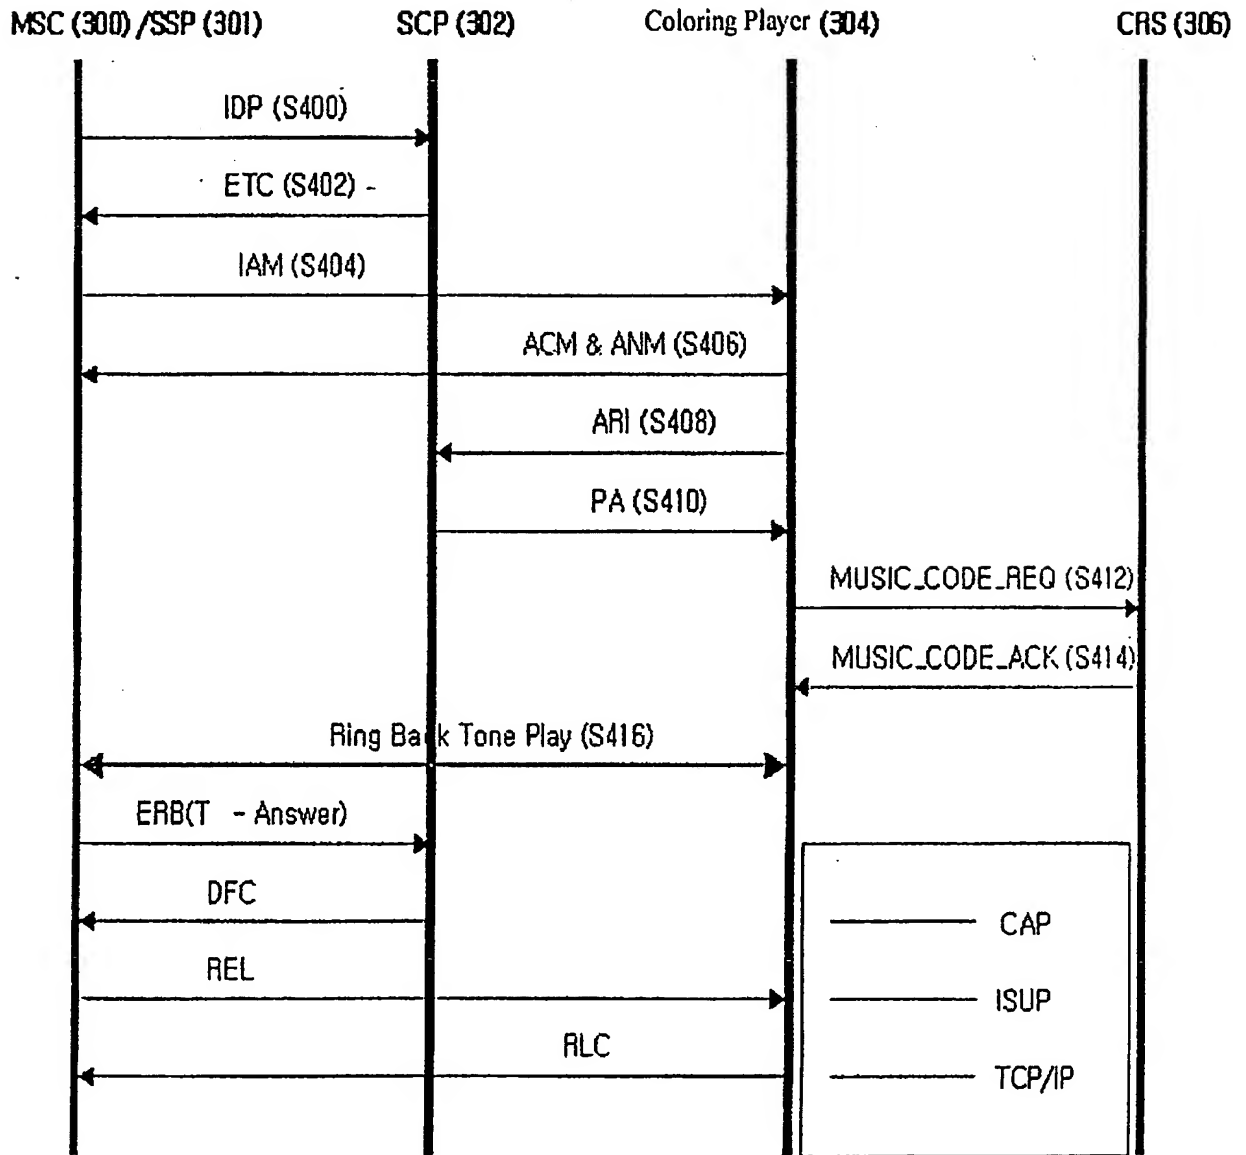 MSC (300) /SSP (301) SCP (302) Coloring Player (304) CRS (306)
IDP (S400)
ETC (S402) -
IAM (S404)
ACM & ANM (S406)
ARI (S408)
PA (S410)
MUSIC_CODE_REQ (S412)
MUSIC_CODE_ACK (S414)
Ring Back Tone Play (S416)
ERB(T - Answer)
DFC
REL
RLC
CAP
ISUP
TCP/IP